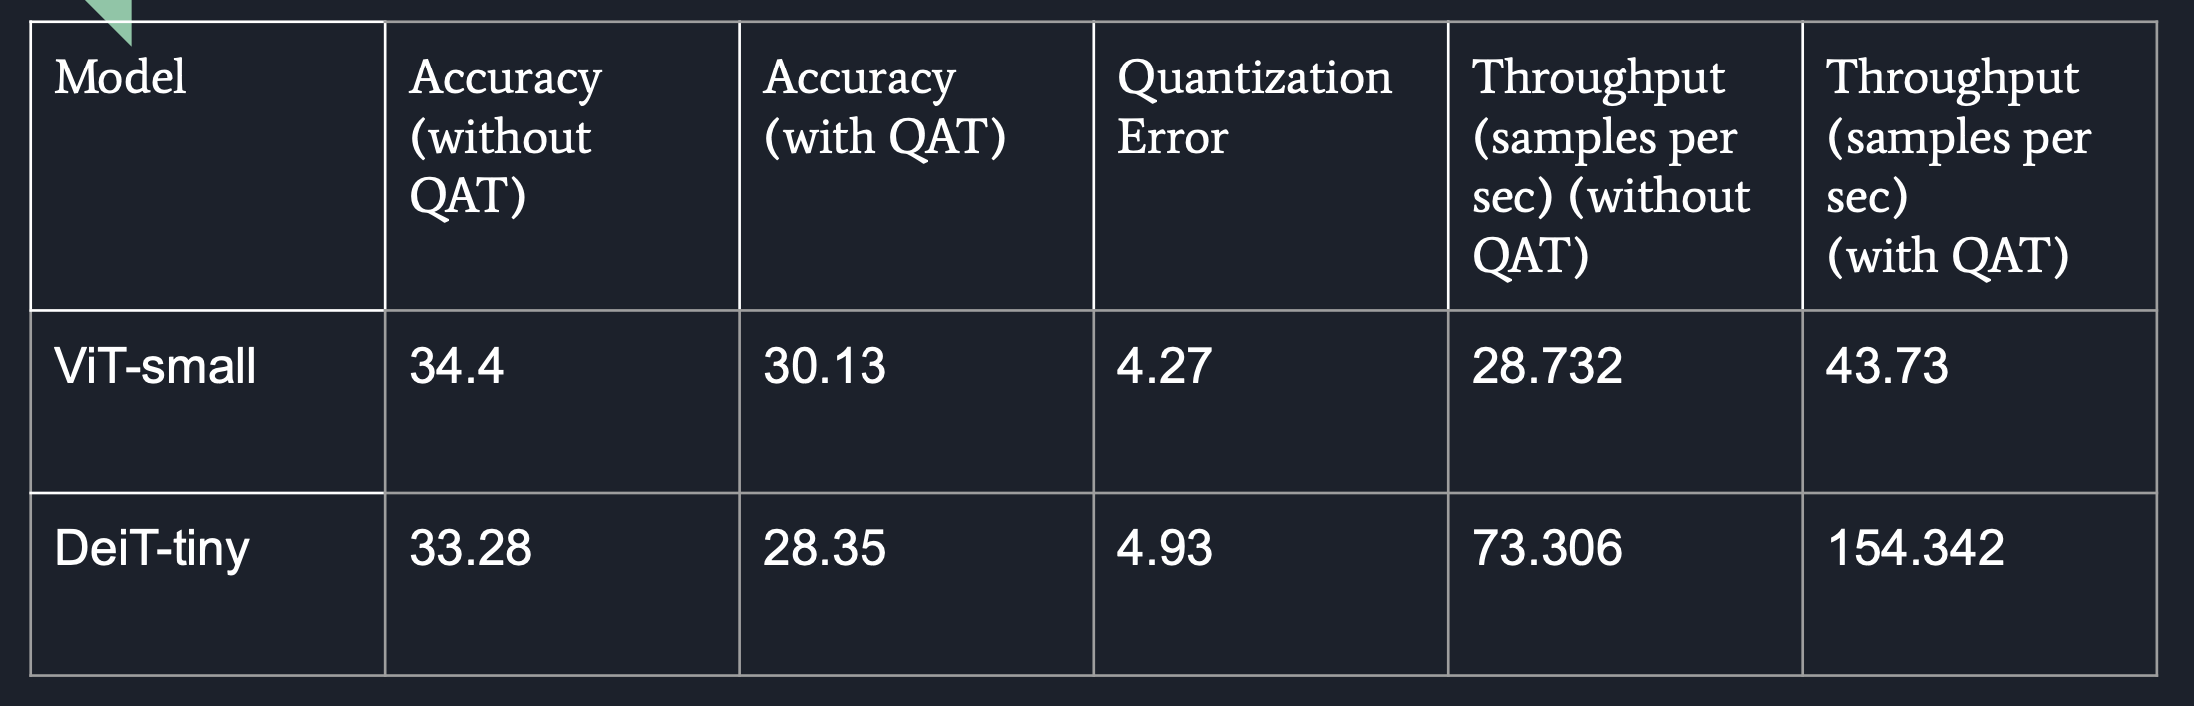 Model
Accuracy
(without
QAT)
Accuracy
(with QAT)
Quantization
Error
Throughput
(samples per
sec) (without
QAT)
Throughput
(samples per
sec)
(with QAT)
ViT-small
34.4
30.13
4.27
28.732
43.73
DeiT-tiny
33.28
28.35
4.93
73.306
154.342